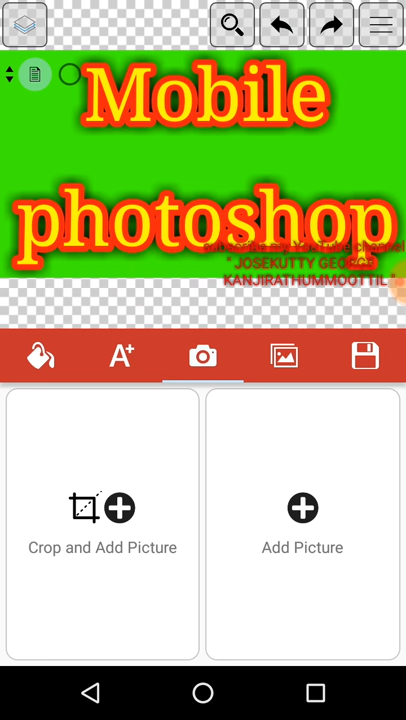 Mobile
photoshop
subscribe my YouTube channel
" JOSEKUTTY GEORGE
KANJIRATHUMMOOTTIL "
A+
Crop and Add Picture
Add Picture